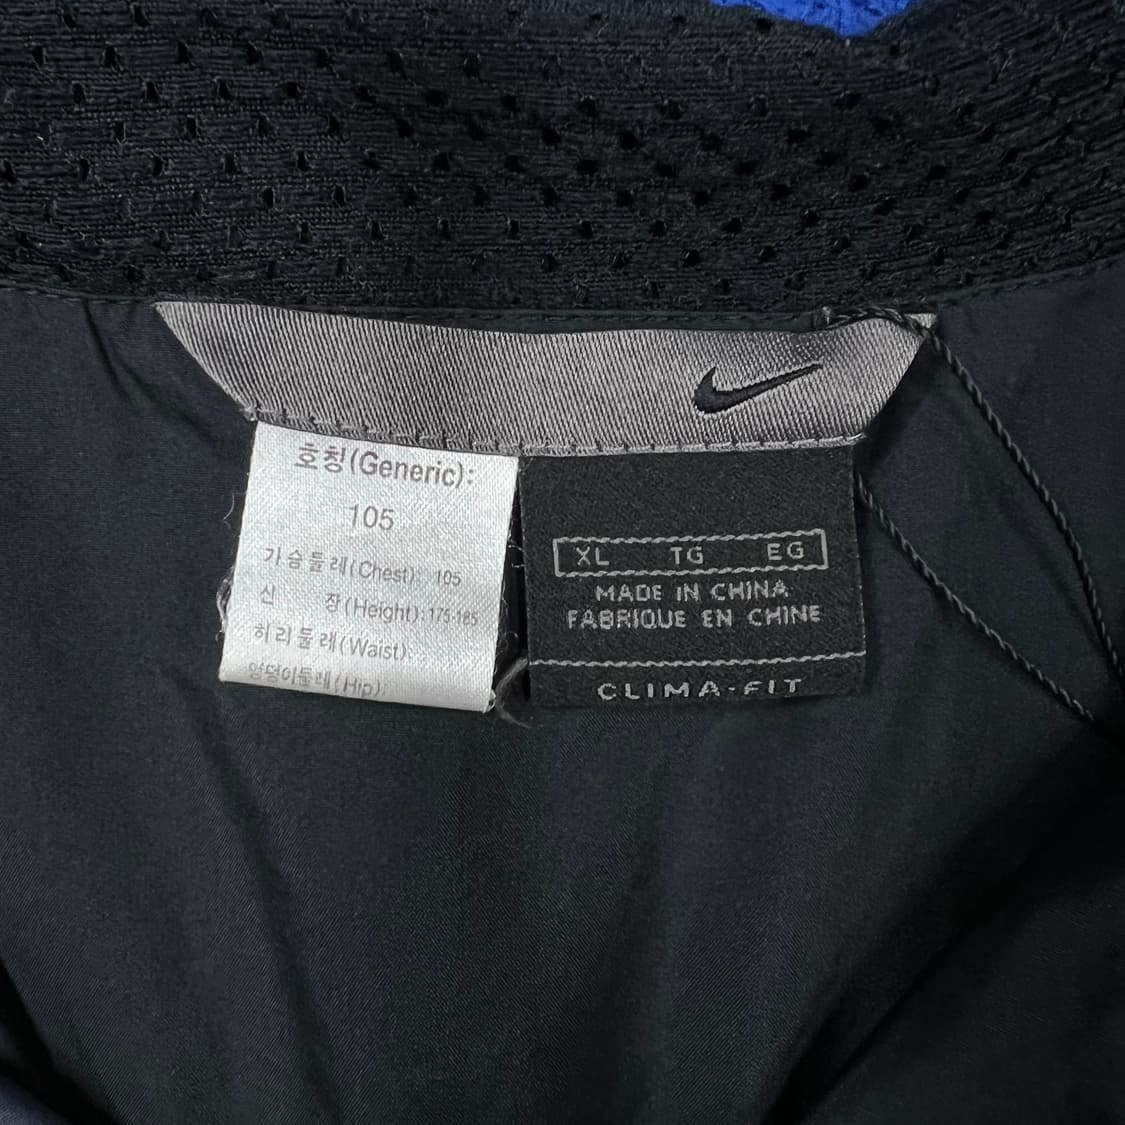 호칭(Generic):
105
가슴둘레(Chest): 105
신 장(Height):175-185
허리둘레(Waist):
엉덩이둘레(Hip):
XL TG EG
MADE IN CHINA
FABRIQUE EN CHINE
CLIMA-FIT